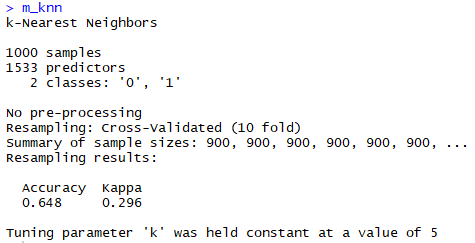 > m_knn
k-Nearest Neighbors

1000 samples
1533 predictors
   2 classes: '0', '1'

No pre-processing
Resampling: Cross-Validated (10 fold)
Summary of sample sizes: 900, 900, 900, 900, 900, 900, ...
Resampling results:

  Accuracy  Kappa
  0.648     0.296

Tuning parameter 'k' was held constant at a value of 5